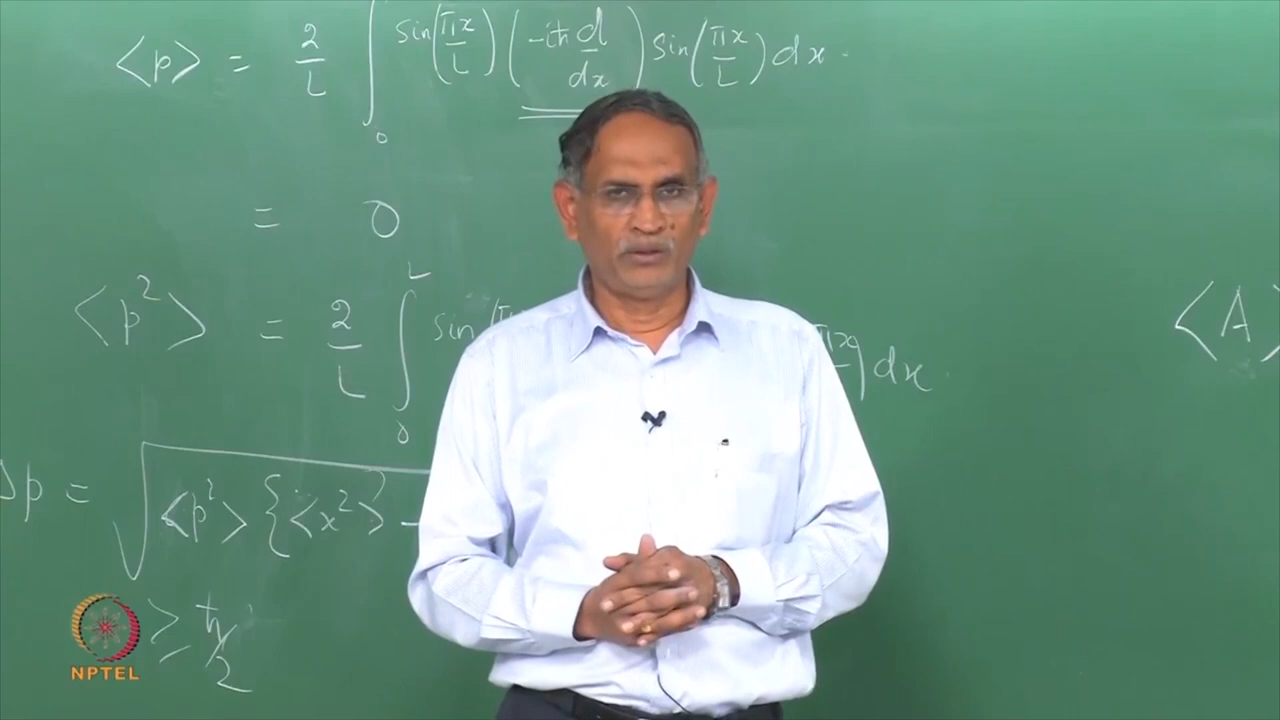 <p> = 2/L ∫₀ sin(πx/L) (-iħ d/dx) sin(πx/L) dx.
= 0
<p²> = 2/L ∫₀ᴸ sin(π πx dx.
<A>
Δp = √<p²> {<x²> -
≥ ħ/2
NPTEL